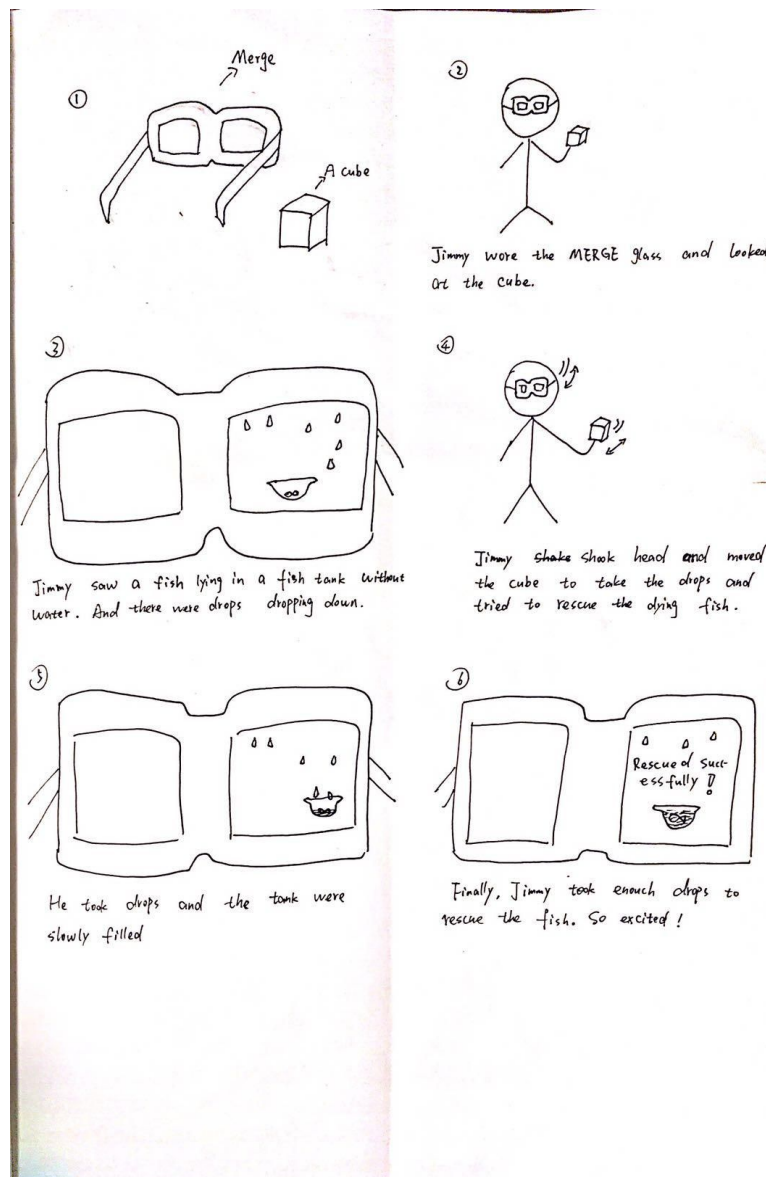 ①
Merge
A cube
②
Jimmy wore the MERGE glass and looked
at the cube.
③
Jimmy saw a fish lying in a fish tank without
water. And there were drops dropping down.
④
Jimmy shake shook head and moved
the cube to take the drops and
tried to rescue the dying fish.
⑤
He took drops and the tank were
slowly filled
⑥
Rescued succ-
essfully !
Finally, Jimmy took enough drops to
rescue the fish. So excited !